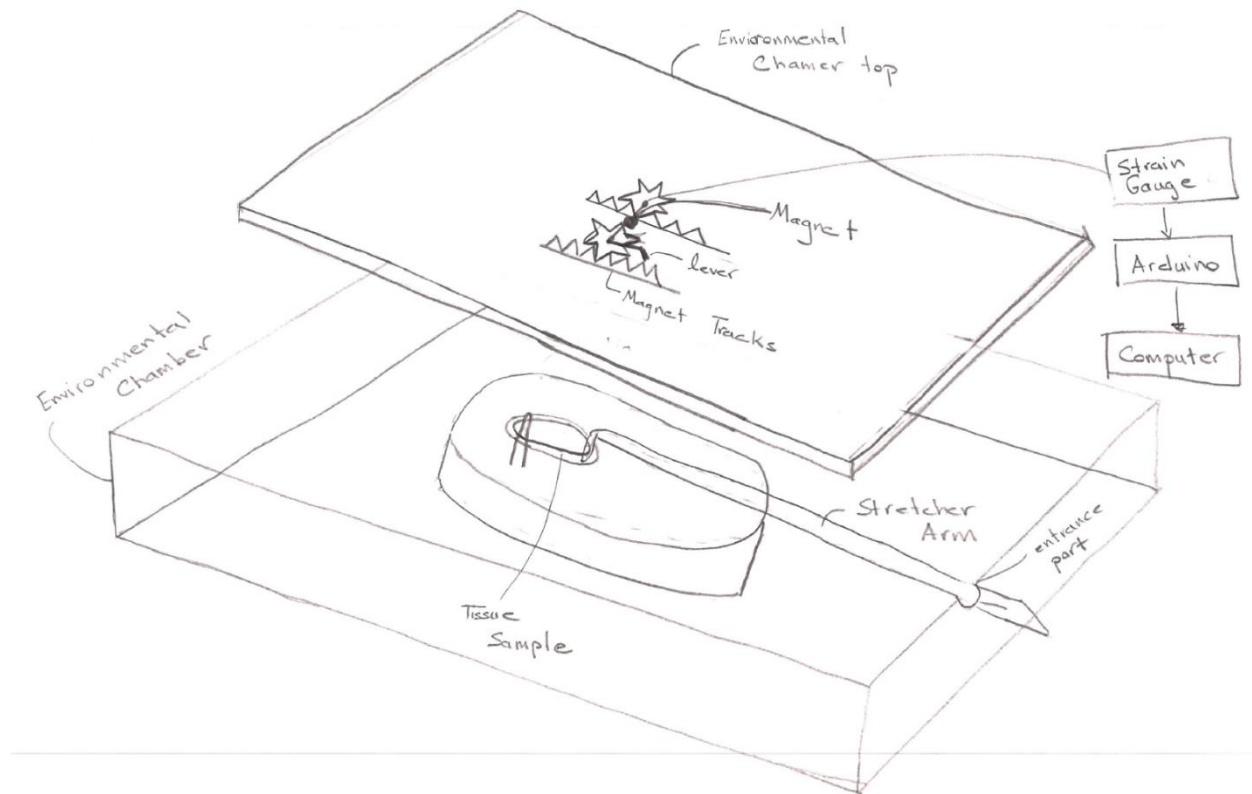 Environmental
Chamer top
Strain
Gauge
Magnet
lever
Arduino
Magnet Tracks
Computer
Environmental
Chamber
Stretcher
Arm
entrance
part
Tissue
Sample